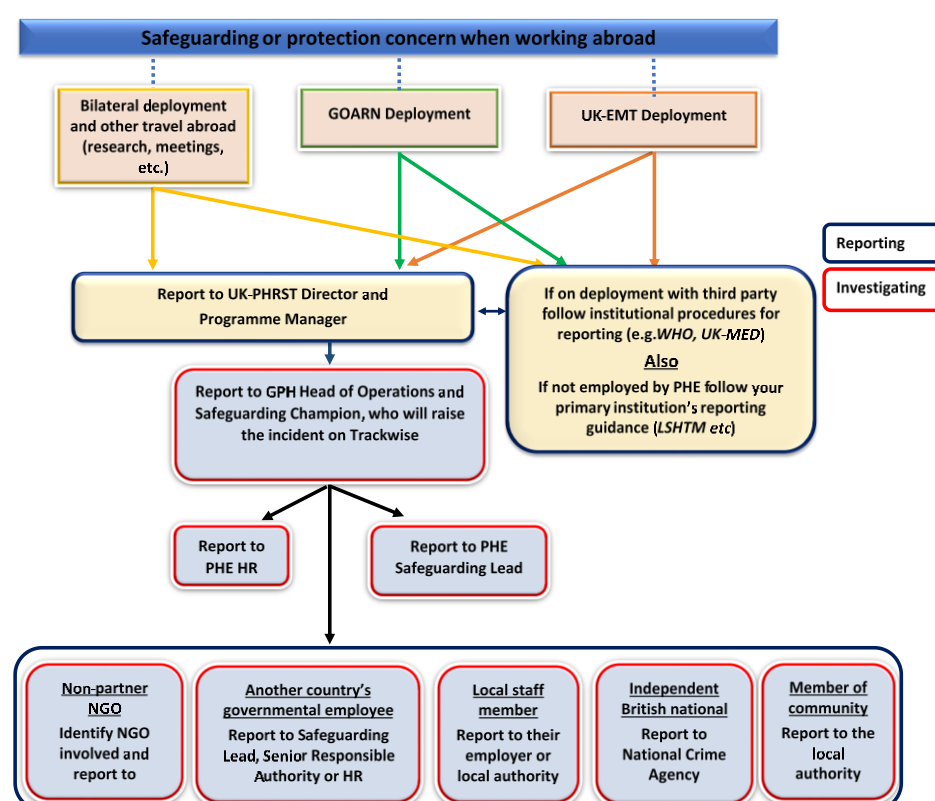 Safeguarding or protection concern when working abroad
Bilateral deployment
and other travel abroad
(research, meetings,
etc.)
GOARN Deployment
UK-EMT Deployment
Reporting
Investigating
Report to UK-PHRST Director and
Programme Manager
If on deployment with third party
follow institutional procedures for
reporting (e.g.WHO, UK-MED)
Also
If not employed by PHE follow your
primary institution's reporting
guidance (LSHTM etc)
Report to GPH Head of Operations and
Safeguarding Champion, who will raise
the incident on Trackwise
Report to
PHE HR
Report to PHE
Safeguarding Lead
Non-partner
NGO
Identify NGO
involved and
report to
Another country's
governmental employee
Report to Safeguarding
Lead, Senior Responsible
Authority or HR
Local staff
member
Report to their
employer or
local authority
Independent
British national
Report to
National Crime
Agency
Member of
community
Report to the
local
authority